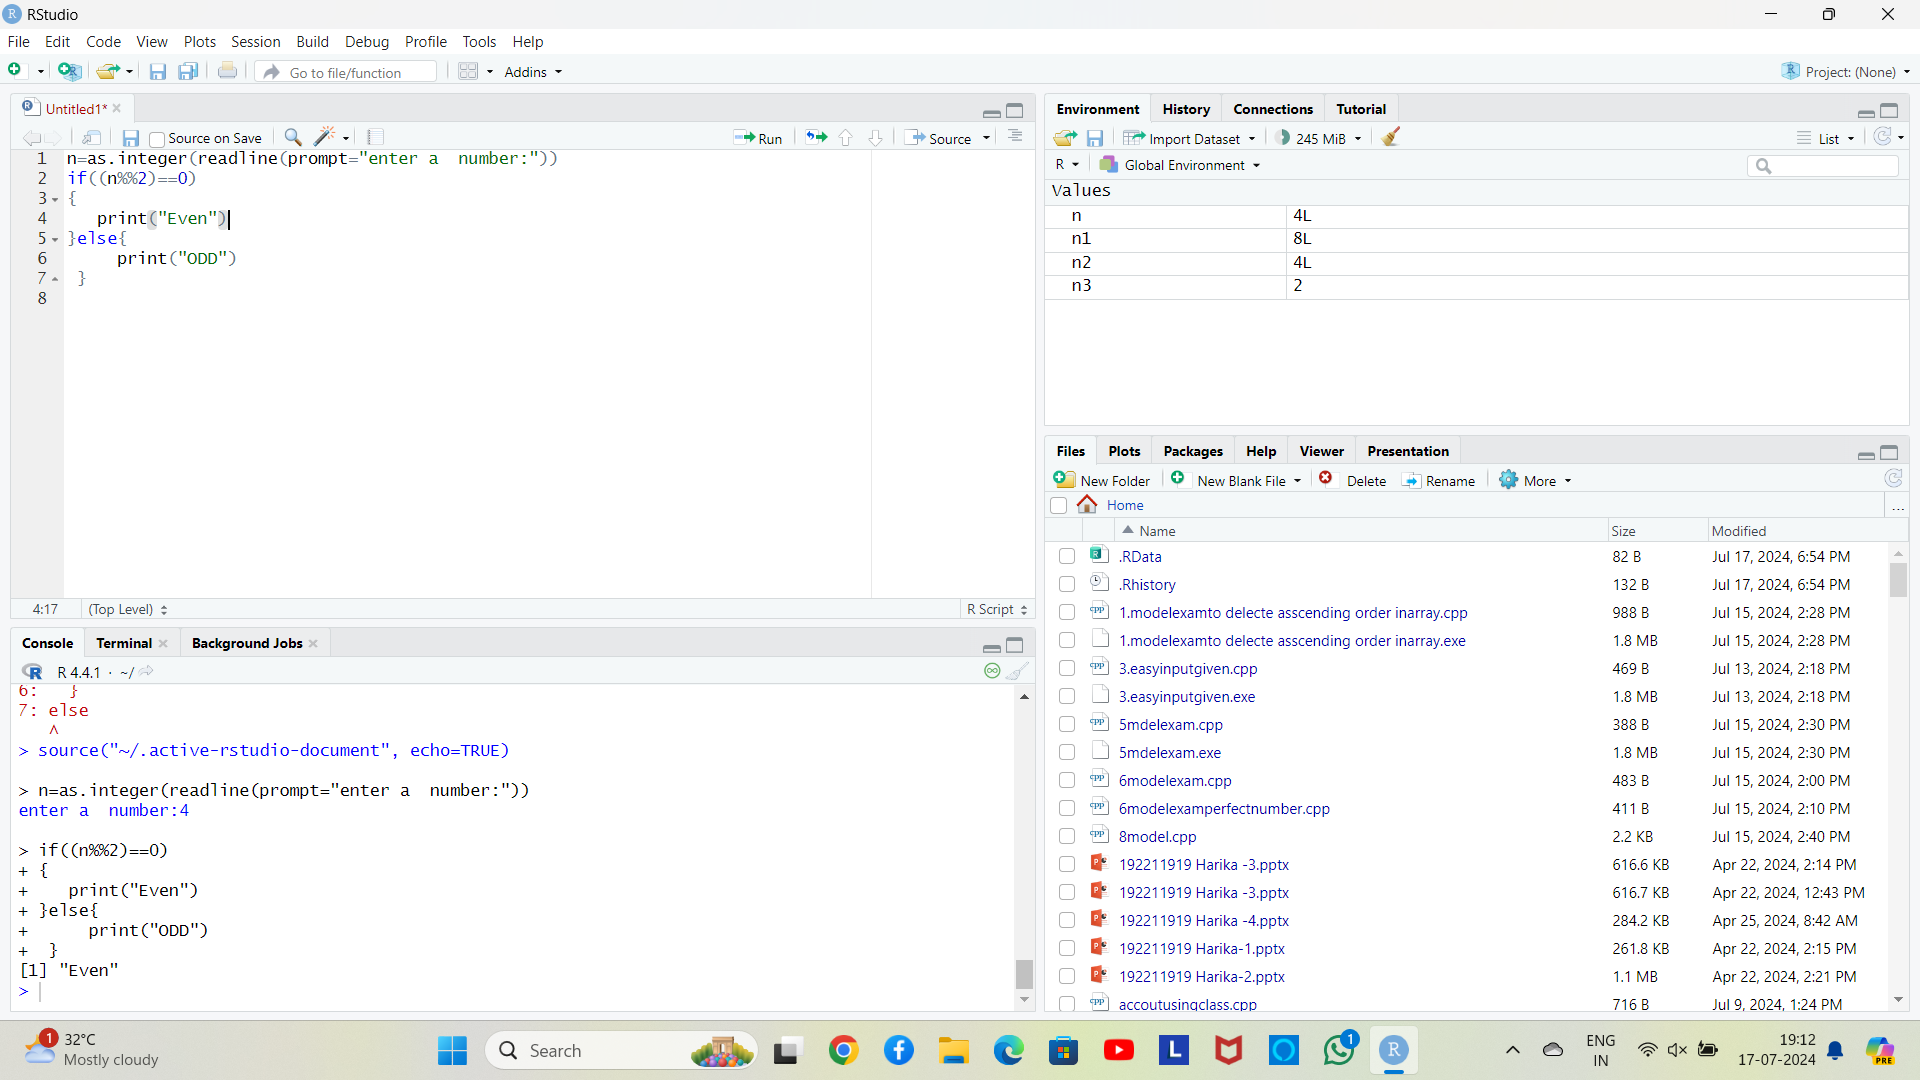 RStudio
File Edit Code View Plots Session Build Debug Profile Tools Help
Go to file/function Addins Project: (None)
Untitled1*
Source on Save Run Source
1 n=as.integer(readline(prompt="enter a  number:"))
2 if((n%%2)==0)
3 {
4    print("Even")
5 }else{
6      print("ODD")
7  }
8
4:17 (Top Level) R Script
Console Terminal Background Jobs
R 4.4.1 · ~/
6:    }
7: else
   ^
> source("~/.active-rstudio-document", echo=TRUE)
> n=as.integer(readline(prompt="enter a  number:"))
enter a  number:4
> if((n%%2)==0)
+ {
+    print("Even")
+ }else{
+      print("ODD")
+  }
[1] "Even"
>
Environment History Connections Tutorial
Import Dataset 245 MiB List
R Global Environment
Values
n 4L
n1 8L
n2 4L
n3 2
Files Plots Packages Help Viewer Presentation
New Folder New Blank File Delete Rename More
Home ...
Name Size Modified
.RData 82 B Jul 17, 2024, 6:54 PM
.Rhistory 132 B Jul 17, 2024, 6:54 PM
1.modelexamto delecte asscending order inarray.cpp 988 B Jul 15, 2024, 2:28 PM
1.modelexamto delecte asscending order inarray.exe 1.8 MB Jul 15, 2024, 2:28 PM
3.easyinputgiven.cpp 469 B Jul 13, 2024, 2:18 PM
3.easyinputgiven.exe 1.8 MB Jul 13, 2024, 2:18 PM
5mdelexam.cpp 388 B Jul 15, 2024, 2:30 PM
5mdelexam.exe 1.8 MB Jul 15, 2024, 2:30 PM
6modelexam.cpp 483 B Jul 15, 2024, 2:00 PM
6modelexamperfectnumber.cpp 411 B Jul 15, 2024, 2:10 PM
8model.cpp 2.2 KB Jul 15, 2024, 2:40 PM
192211919 Harika -3.pptx 616.6 KB Apr 22, 2024, 2:14 PM
192211919 Harika -3.pptx 616.7 KB Apr 22, 2024, 12:43 PM
192211919 Harika -4.pptx 284.2 KB Apr 25, 2024, 8:42 AM
192211919 Harika-1.pptx 261.8 KB Apr 22, 2024, 2:15 PM
192211919 Harika-2.pptx 1.1 MB Apr 22, 2024, 2:21 PM
accoutusingclass.cpp 716 B Jul 9, 2024, 1:24 PM
1 32°C
Mostly cloudy
Search
L
1
R
ENG
IN
19:12
17-07-2024
PRE